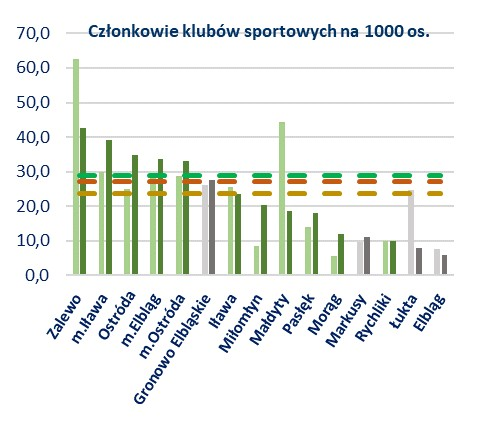 Członkowie klubów sportowych na 1000 os.
70,0
60,0
50,0
40,0
30,0
20,0
10,0
0,0
Zalewo
m.Iława
Ostróda
m.Elbląg
m.Ostróda
Gronowo Elbląskie
Iława
Miłomłyn
Małdyty
Pasłęk
Morąg
Markusy
Rychliki
Łukta
Elbląg